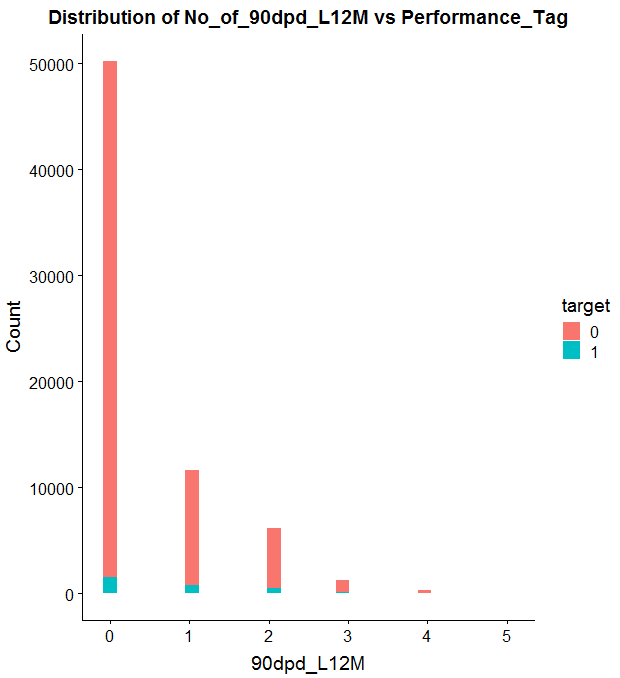 Distribution of No_of_90dpd_L12M vs Performance_Tag
50000
40000
30000
20000
10000
0
Count
0 1 2 3 4 5
90dpd_L12M
target
0
1